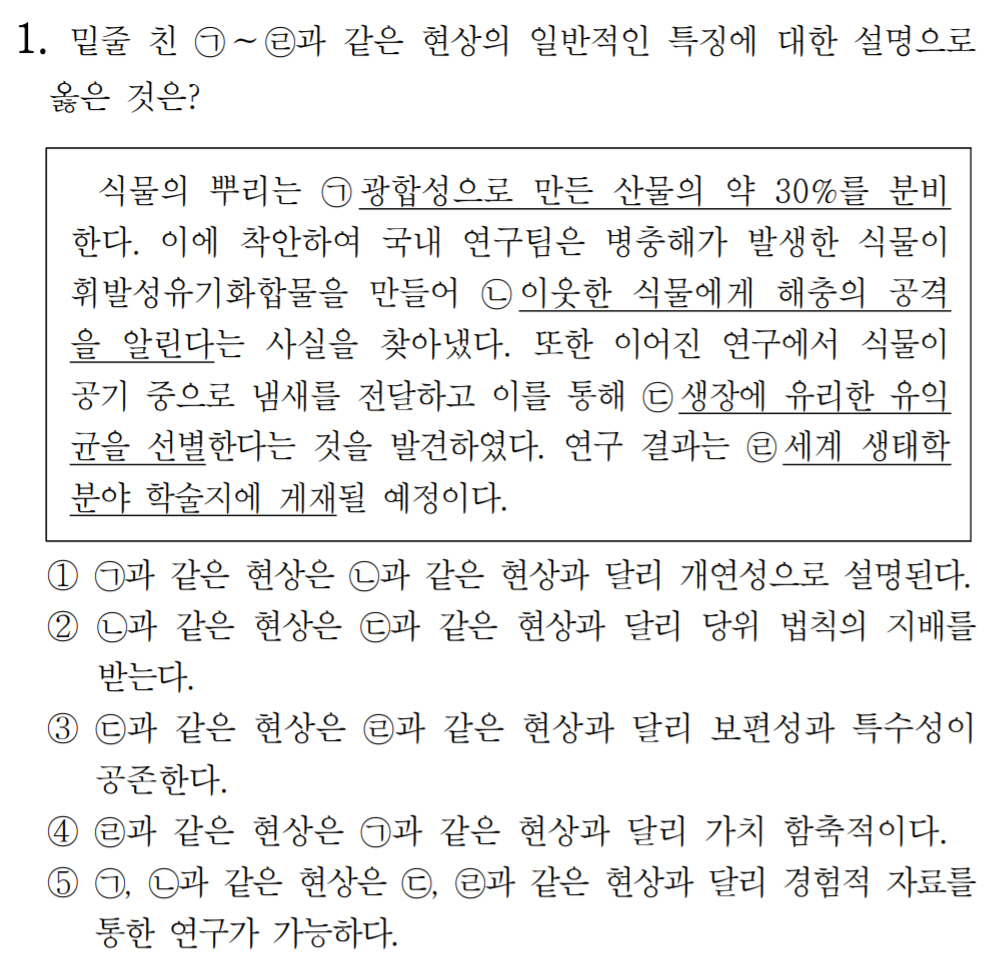 1. 밑줄 친 ㉠~㉣과 같은 현상의 일반적인 특징에 대한 설명으로
옳은 것은?
식물의 뿌리는 ㉠광합성으로 만든 산물의 약 30%를 분비
한다. 이에 착안하여 국내 연구팀은 병충해가 발생한 식물이
휘발성유기화합물을 만들어 ㉡이웃한 식물에게 해충의 공격
을 알린다는 사실을 찾아냈다. 또한 이어진 연구에서 식물이
공기 중으로 냄새를 전달하고 이를 통해 ㉢생장에 유리한 유익
균을 선별한다는 것을 발견하였다. 연구 결과는 ㉣세계 생태학
분야 학술지에 게재될 예정이다.
① ㉠과 같은 현상은 ㉡과 같은 현상과 달리 개연성으로 설명된다.
② ㉡과 같은 현상은 ㉢과 같은 현상과 달리 당위 법칙의 지배를
받는다.
③ ㉢과 같은 현상은 ㉣과 같은 현상과 달리 보편성과 특수성이
공존한다.
④ ㉣과 같은 현상은 ㉠과 같은 현상과 달리 가치 함축적이다.
⑤ ㉠, ㉡과 같은 현상은 ㉢, ㉣과 같은 현상과 달리 경험적 자료를
통한 연구가 가능하다.